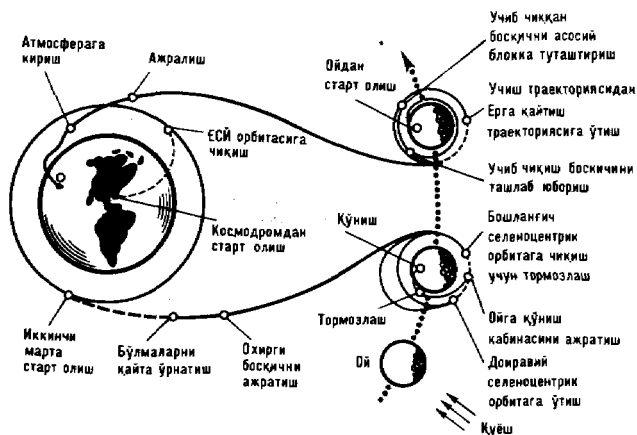 Атмосферага
кириш
Ажралиш
ЕСЙ орбитасига
чиқиш
Космодромдан
старт олиш
Иккинчи
марта
старт олиш
Бўлмаларни
қайта ўрнатиш
Охирги
босқични
ажратиш
Ойдан
старт олиш
Учиб чиққан
босқични асосий
блокка туташтириш
Учиш траекториясидан
Ерга қайтиш
траекториясига ўтиш
Учиб чиқиш боскичини
ташлаб юбориш
Қўниш
Бошланғич
селеноцентрик
орбитага чиқиш
учун тормозлаш
Тормозлаш
Ойга қўниш
кабинасини ажратиш
Доиравий
селеноцентрик
орбитага ўтиш
Ой
Қуёш